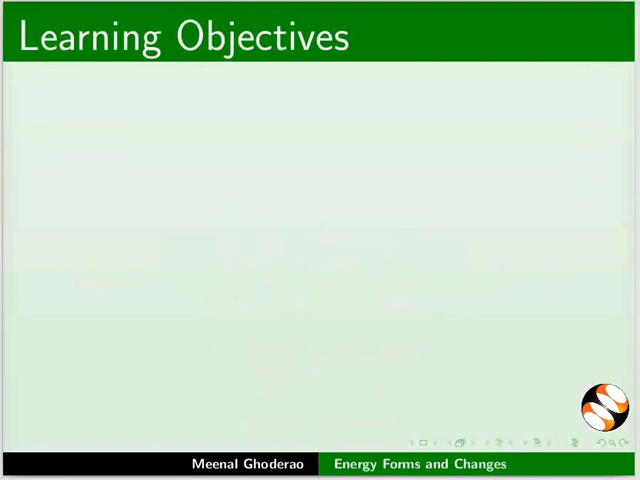 Learning Objectives
Meenal Ghoderao
Energy Forms and Changes